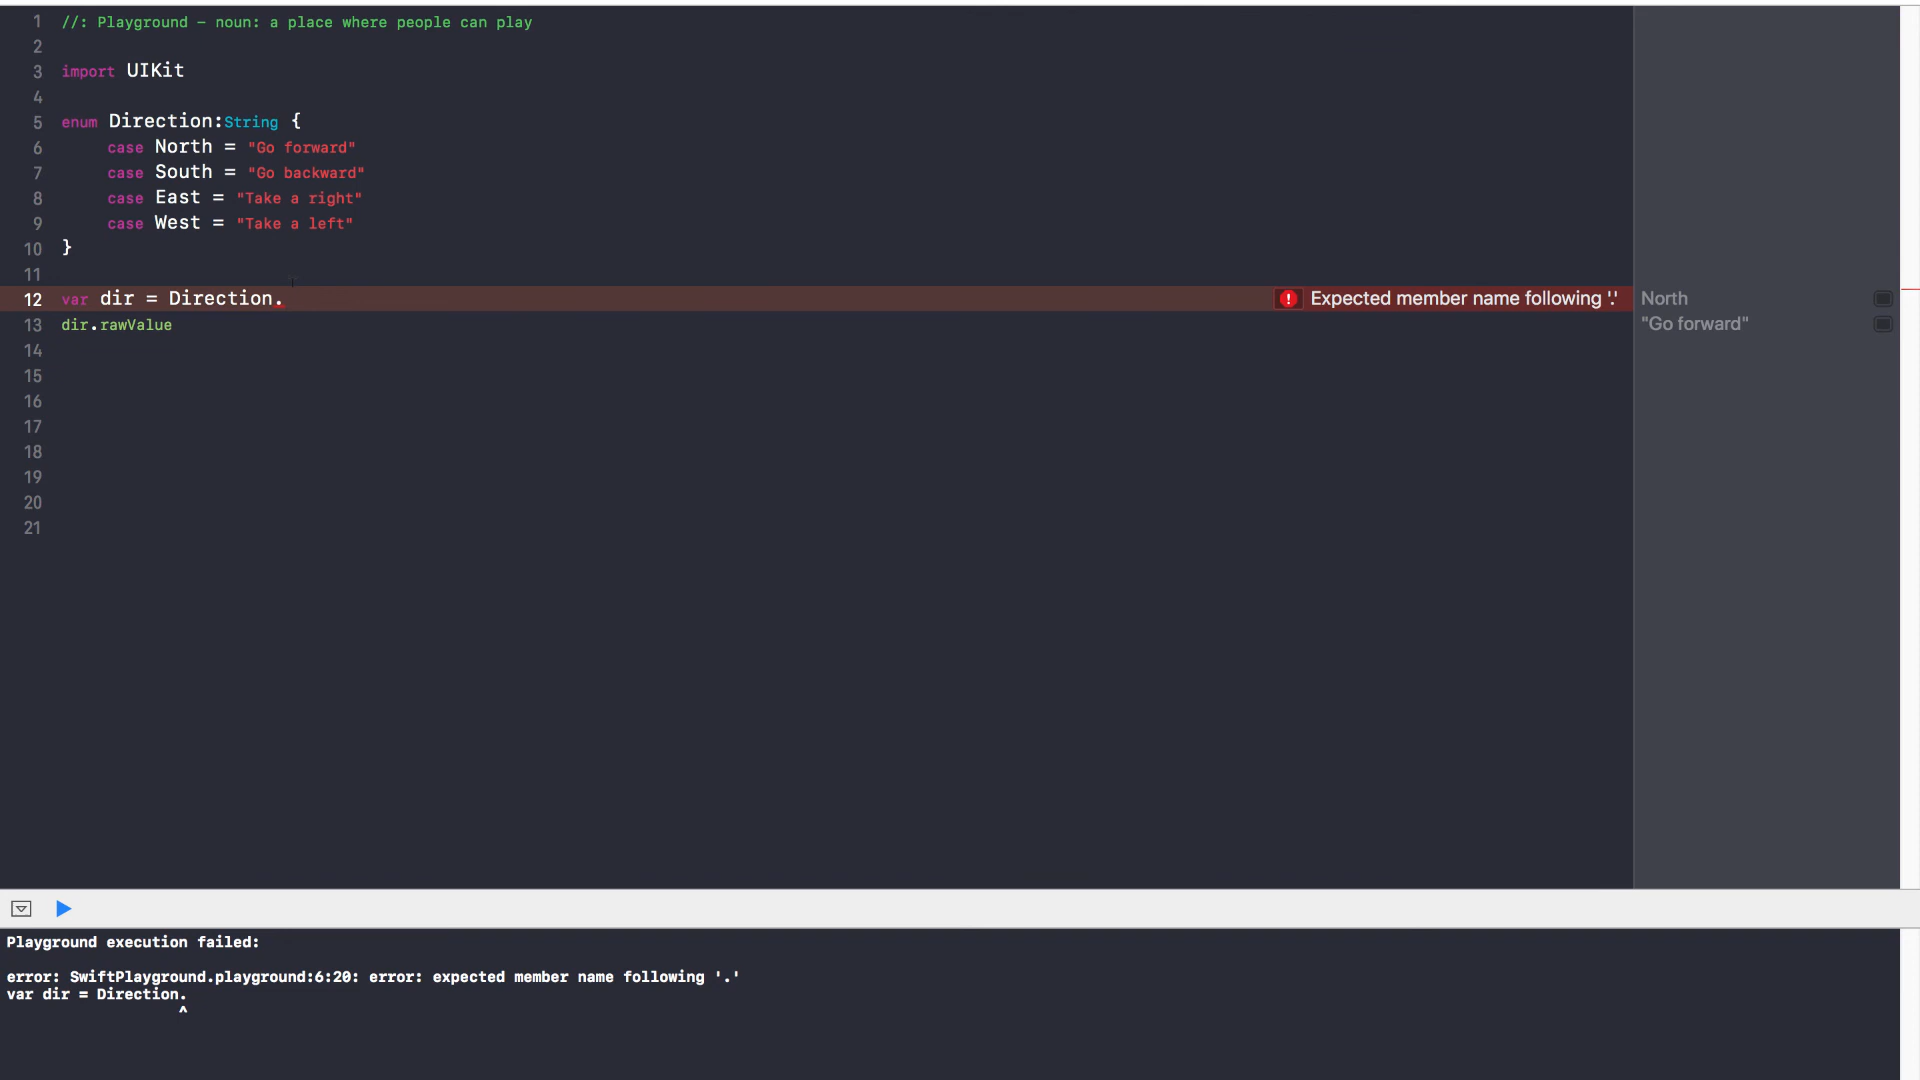 1 //: Playground – noun: a place where people can play
2
3 import UIKit
4
5 enum Direction:String {
6 case North = "Go forward"
7 case South = "Go backward"
8 case East = "Take a right"
9 case West = "Take a left"
10 }
11
12 var dir = Direction. Expected member name following '.' North
13 dir.rawValue "Go forward"
14
15
16
17
18
19
20
21
Playground execution failed:
error: SwiftPlayground.playground:6:20: error: expected member name following '.'
var dir = Direction.
^